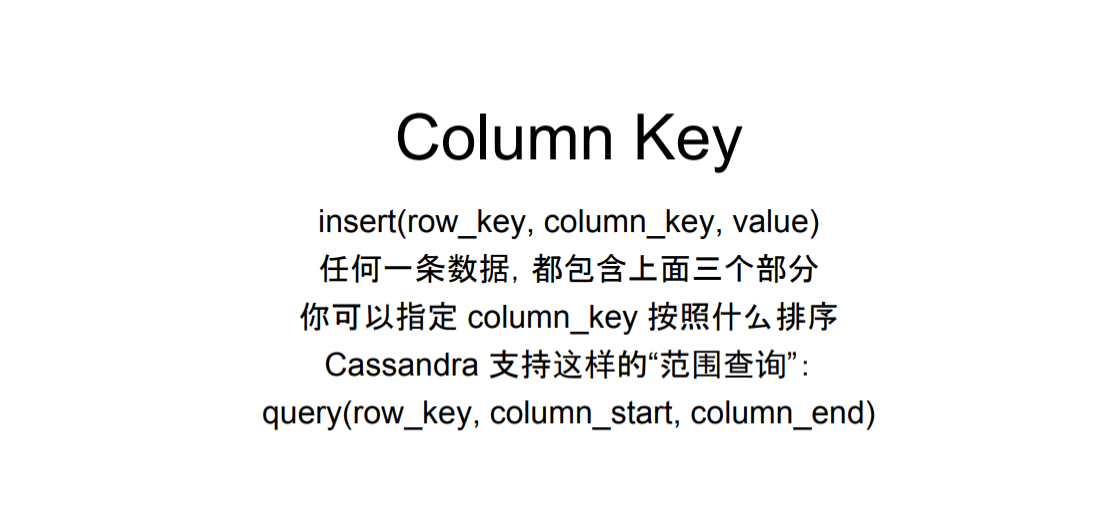 Column Key
insert(row_key, column_key, value)
任何一条数据，都包含上面三个部分
你可以指定 column_key 按照什么排序
Cassandra 支持这样的“范围查询”：
query(row_key, column_start, column_end)